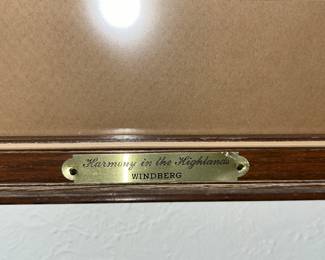 Harmony in the Highlands
WINDBERG